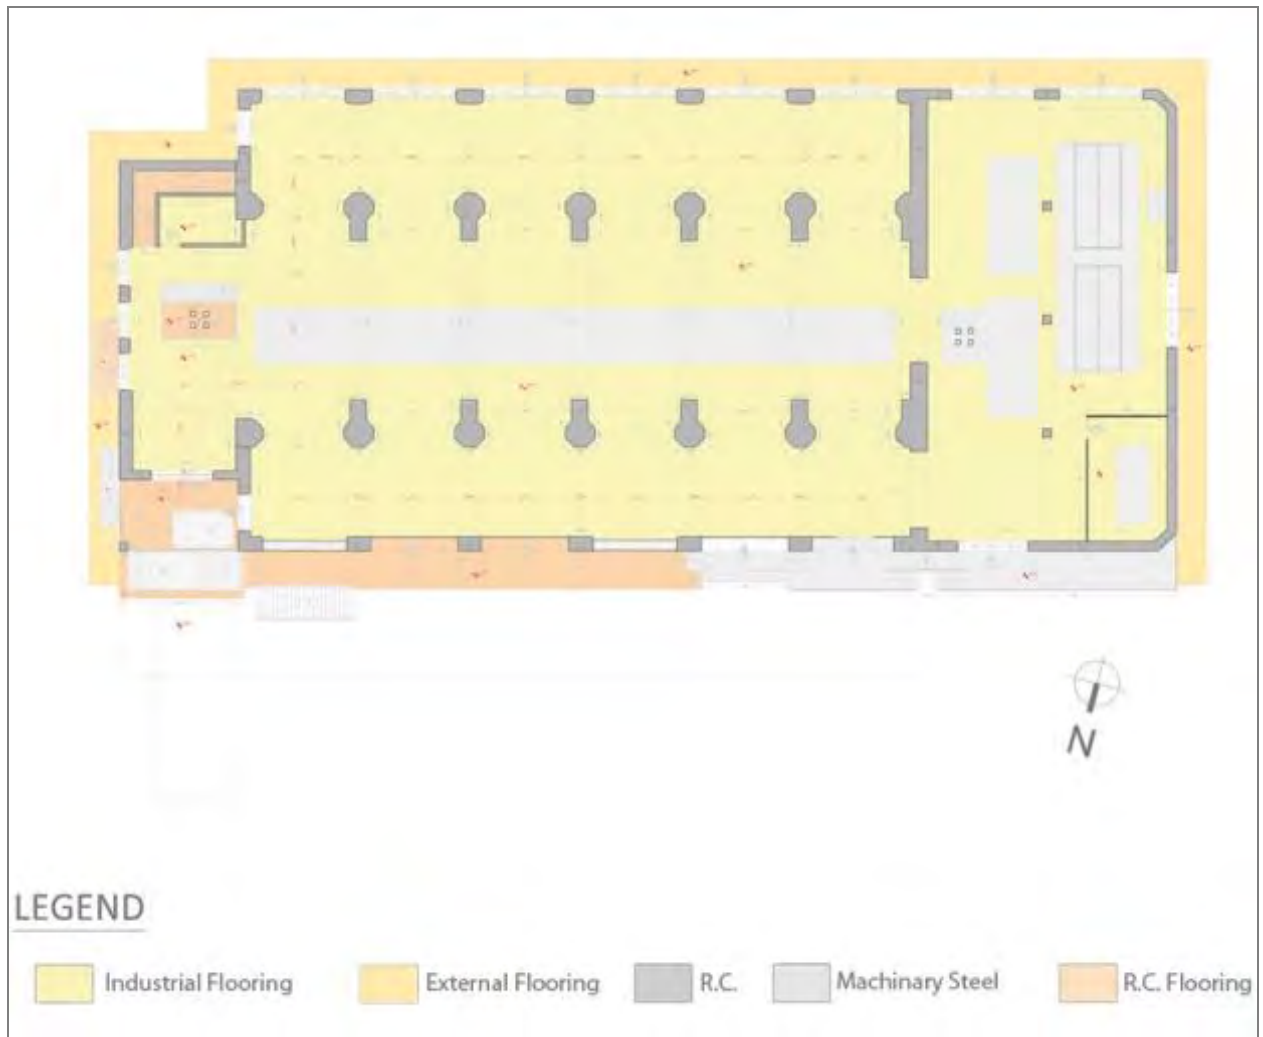 N
LEGEND
Industrial Flooring
External Flooring
R.C.
Machinary Steel
R.C. Flooring